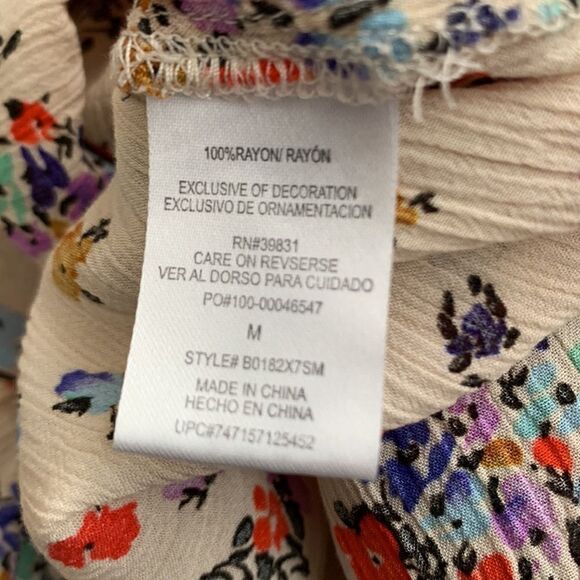 100%RAYON/ RAYÓN
EXCLUSIVE OF DECORATION
EXCLUSIVO DE ORNAMENTACION
RN#39831
CARE ON REVSERSE
VER AL DORSO PARA CUIDADO
PO#100-00046547
M
STYLE# B0182X7SM
MADE IN CHINA
HECHO EN CHINA
UPC#747157125452